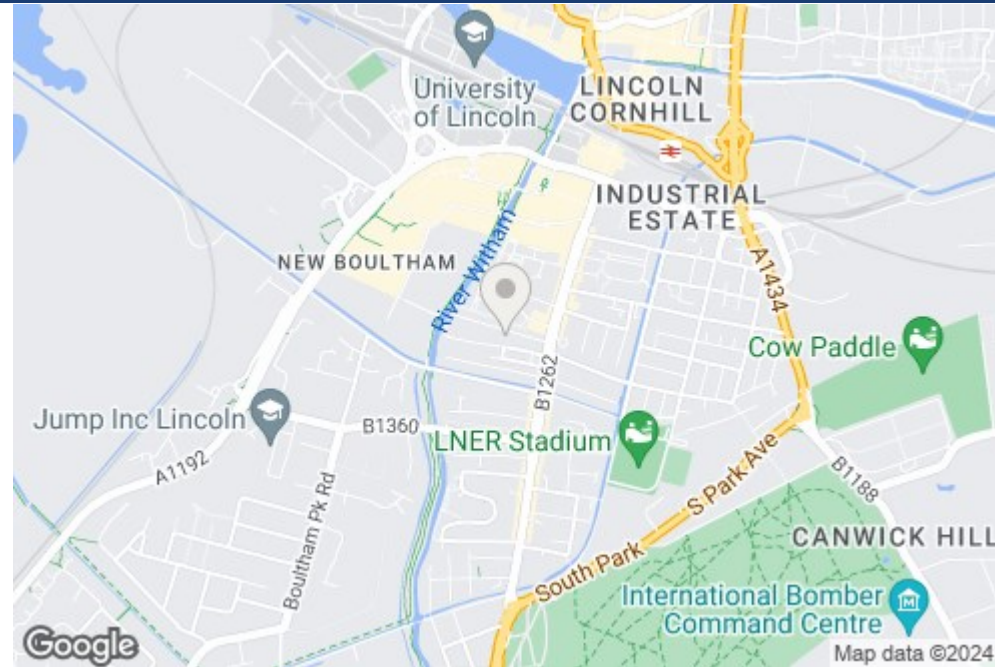 University
of Lincoln
LINCOLN
CORNHILL
INDUSTRIAL
ESTATE
NEW BOULTHAM
River Witham
A1434
Cow Paddle
B1262
Jump Inc Lincoln
B1360
LNER Stadium
A1192
Boultham Pk Rd
S Park Ave
B1188
CANWICK HILL
South Park
International Bomber
Command Centre
Google
Map data ©2024